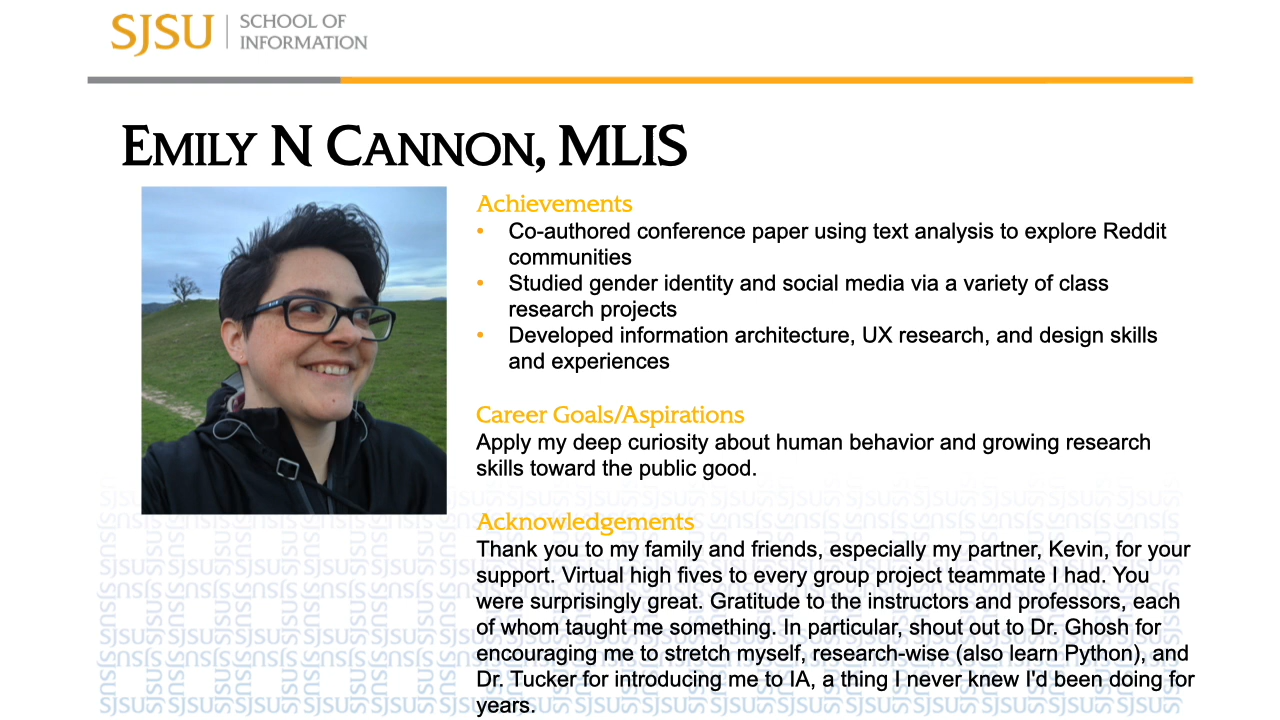 SJSU SCHOOL OF
INFORMATION
EMILY N CANNON, MLIS
Achievements
• Co-authored conference paper using text analysis to explore Reddit
communities
• Studied gender identity and social media via a variety of class
research projects
• Developed information architecture, UX research, and design skills
and experiences
Career Goals/Aspirations
Apply my deep curiosity about human behavior and growing research
skills toward the public good.
Acknowledgements
Thank you to my family and friends, especially my partner, Kevin, for your
support. Virtual high fives to every group project teammate I had. You
were surprisingly great. Gratitude to the instructors and professors, each
of whom taught me something. In particular, shout out to Dr. Ghosh for
encouraging me to stretch myself, research-wise (also learn Python), and
Dr. Tucker for introducing me to IA, a thing I never knew I'd been doing for
years.